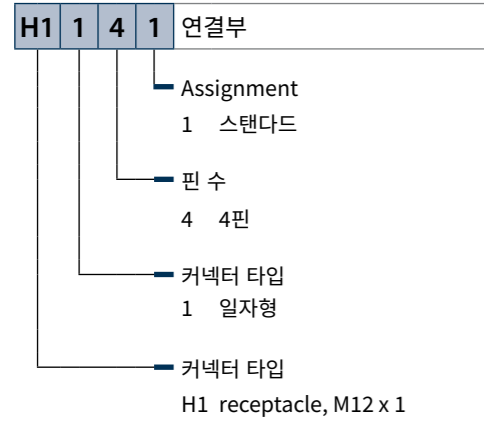 H1 1 4 1 연결부
Assignment
1 스탠다드
핀 수
4 4핀
커넥터 타입
1 일자형
커넥터 타입
H1 receptacle, M12 x 1